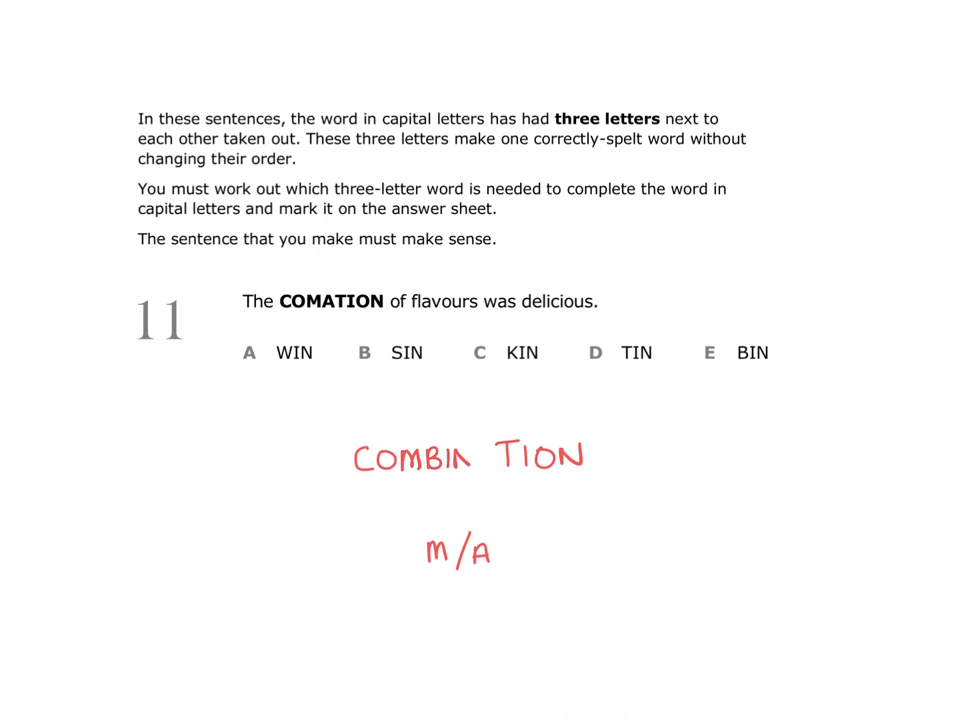 In these sentences, the word in capital letters has had three letters next to
each other taken out. These three letters make one correctly-spelt word without
changing their order.
You must work out which three-letter word is needed to complete the word in
capital letters and mark it on the answer sheet.
The sentence that you make must make sense.
11 The COMATION of flavours was delicious.
A WIN B SIN C KIN D TIN E BIN
COMBIN TION
M/A